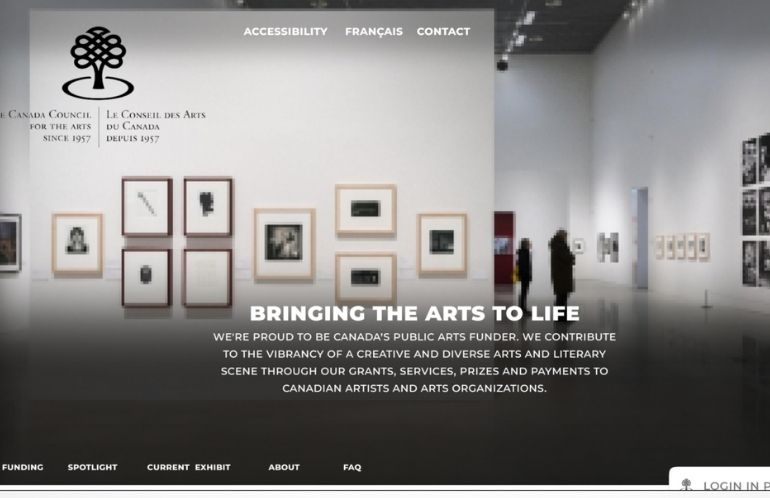 ACCESSIBILITY FRANÇAIS CONTACT
CANADA COUNCIL
FOR THE ARTS
SINCE 1957
LE CONSEIL DES ARTS
DU CANADA
DEPUIS 1957
BRINGING THE ARTS TO LIFE
WE'RE PROUD TO BE CANADA'S PUBLIC ARTS FUNDER. WE CONTRIBUTE
TO THE VIBRANCY OF A CREATIVE AND DIVERSE ARTS AND LITERARY
SCENE THROUGH OUR GRANTS, SERVICES, PRIZES AND PAYMENTS TO
CANADIAN ARTISTS AND ARTS ORGANIZATIONS.
FUNDING SPOTLIGHT CURRENT EXHIBIT ABOUT FAQ
LOGIN IN